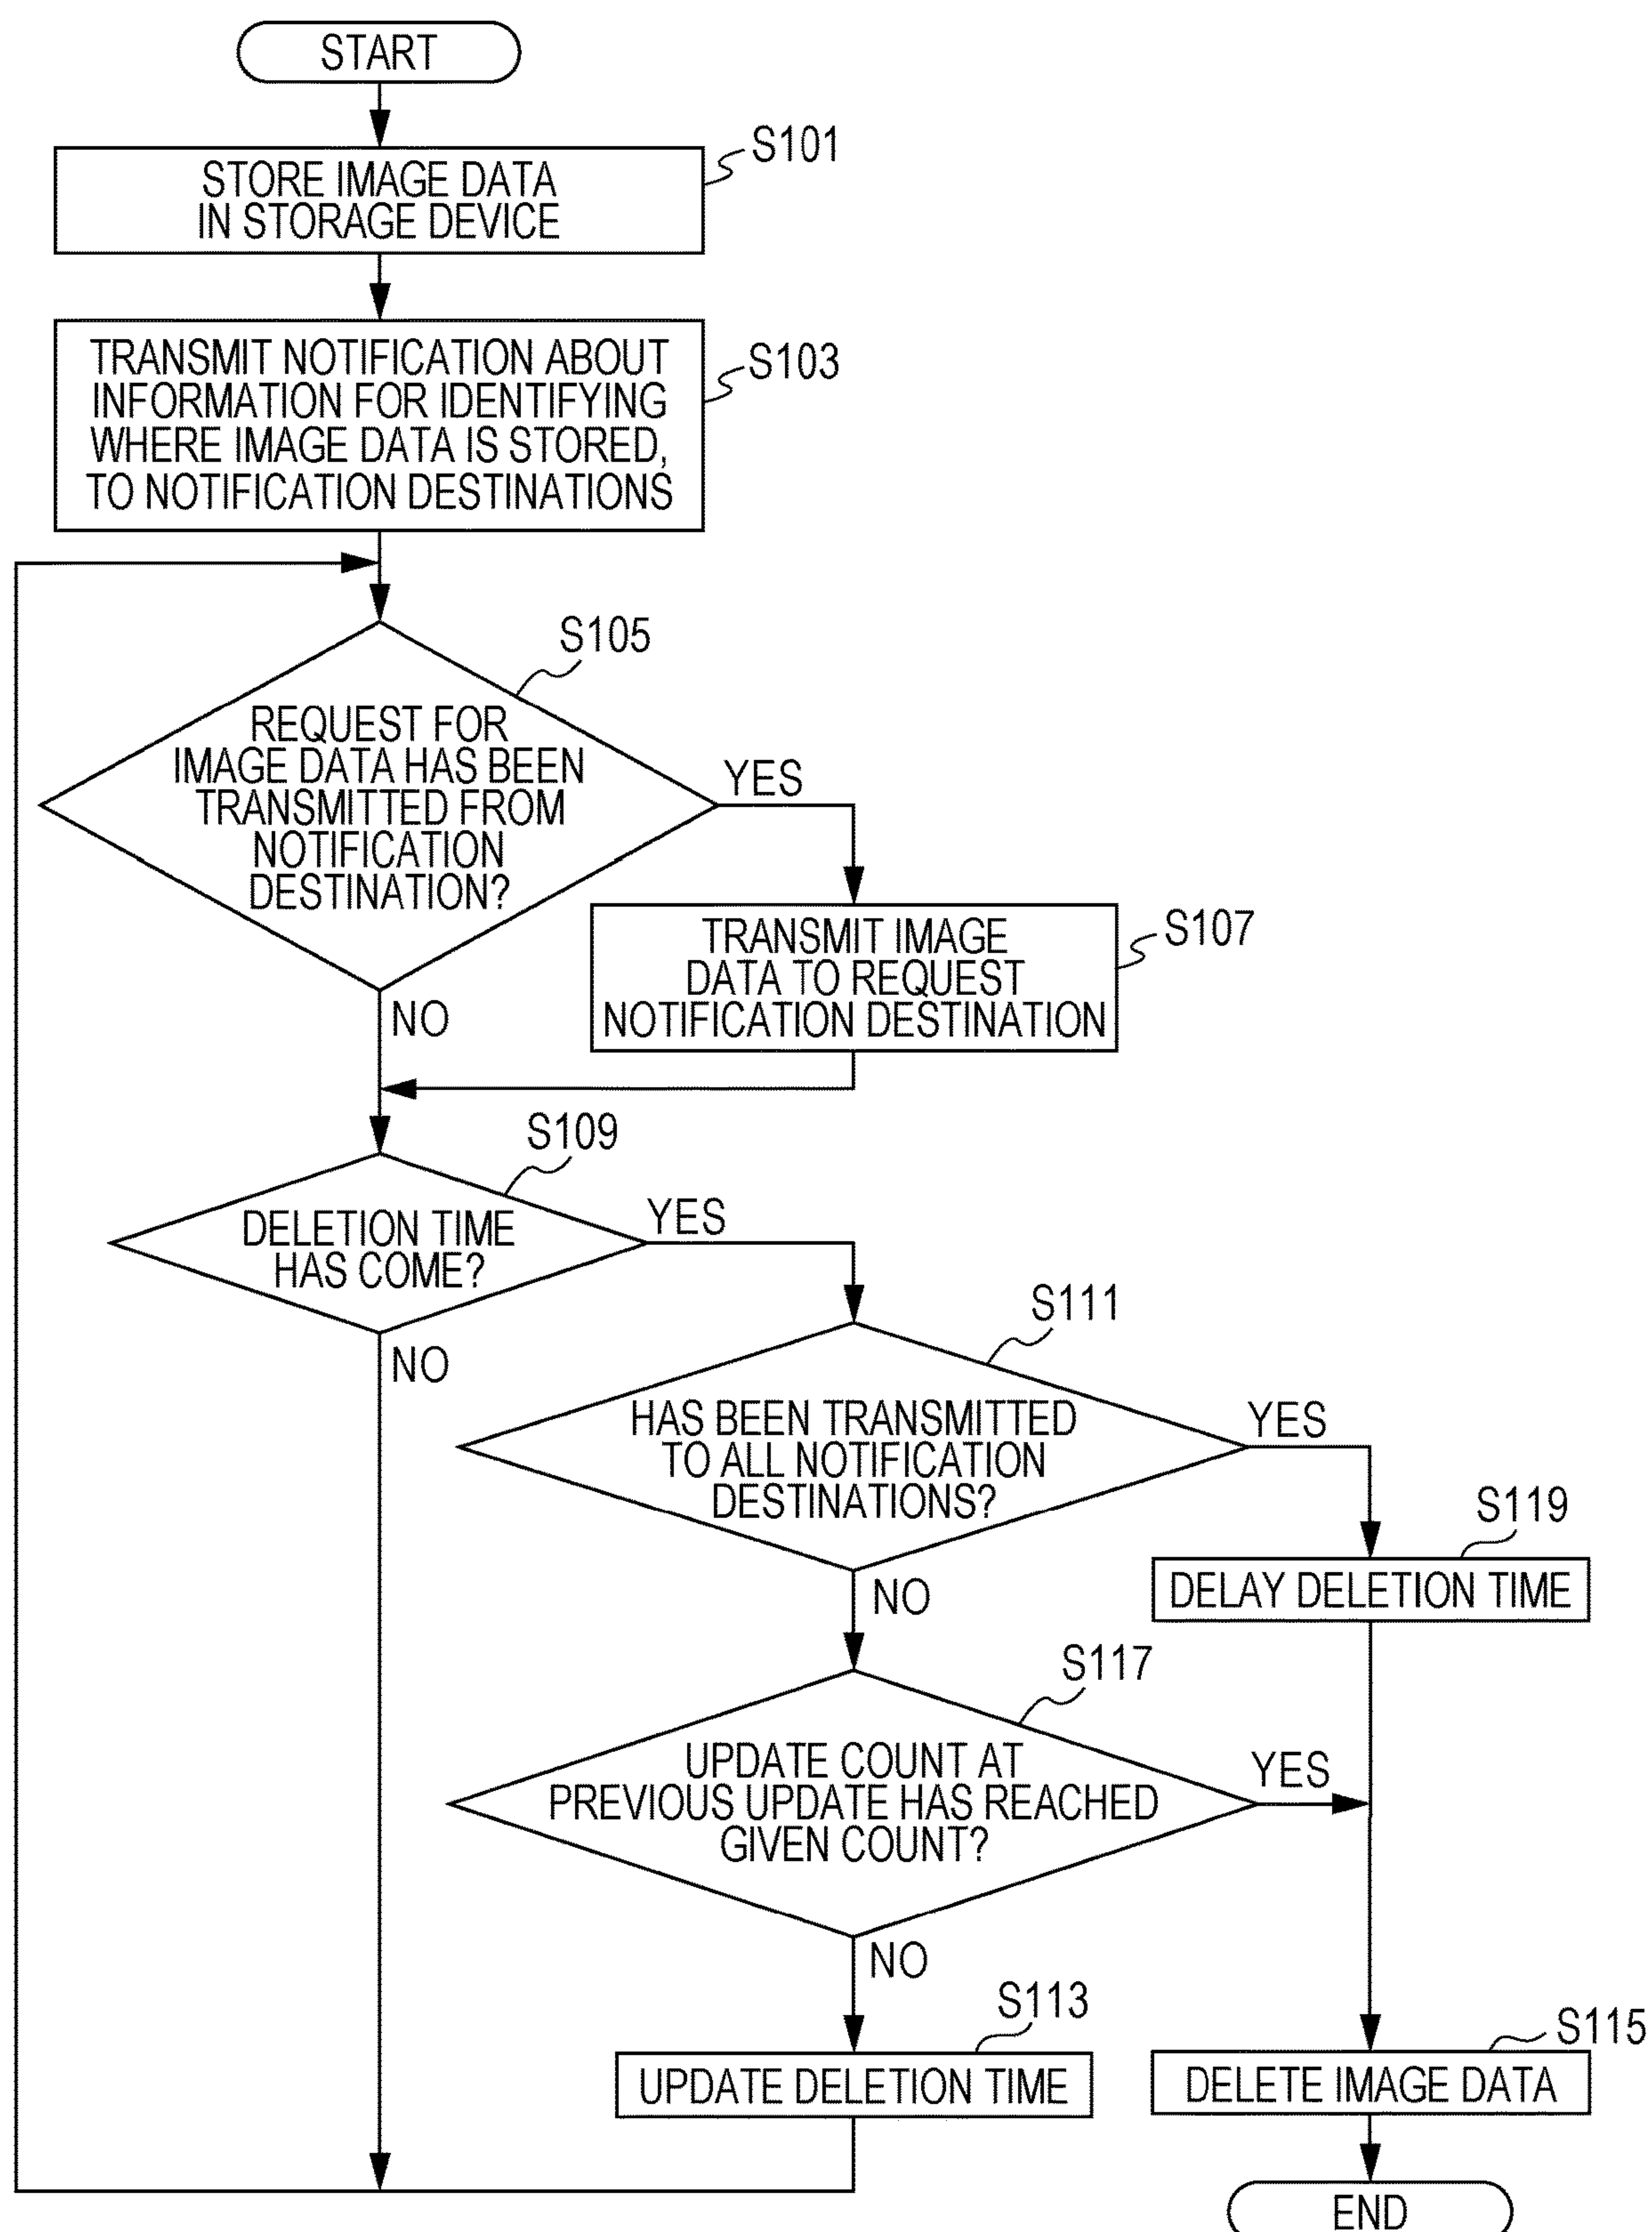 START
S101
STORE IMAGE DATA
IN STORAGE DEVICE
S103
TRANSMIT NOTIFICATION ABOUT
INFORMATION FOR IDENTIFYING
WHERE IMAGE DATA IS STORED,
TO NOTIFICATION DESTINATIONS
S105
REQUEST FOR
IMAGE DATA HAS BEEN
TRANSMITTED FROM
NOTIFICATION
DESTINATION?
YES
NO
S107
TRANSMIT IMAGE
DATA TO REQUEST
NOTIFICATION DESTINATION
S109
DELETION TIME
HAS COME?
YES
NO
S111
HAS BEEN TRANSMITTED
TO ALL NOTIFICATION
DESTINATIONS?
YES
NO
S119
DELAY DELETION TIME
S117
UPDATE COUNT AT
PREVIOUS UPDATE HAS REACHED
GIVEN COUNT?
YES
NO
S113
UPDATE DELETION TIME
S115
DELETE IMAGE DATA
END